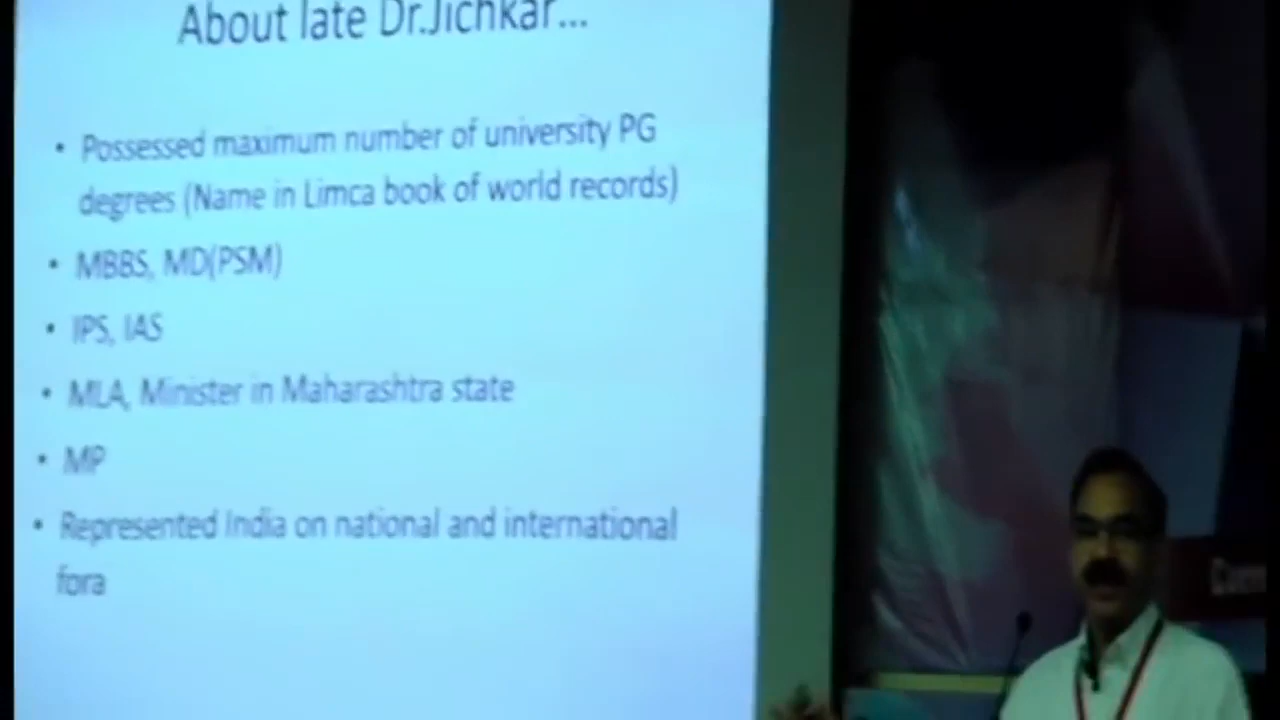 About late Dr.Jichkar...
• Possessed maximum number of university PG
degrees (Name in Limca book of world records)
• MBBS, MD(PSM)
• IPS, IAS
• MLA, Minister in Maharashtra state
• MP
• Represented India on national and international
fora